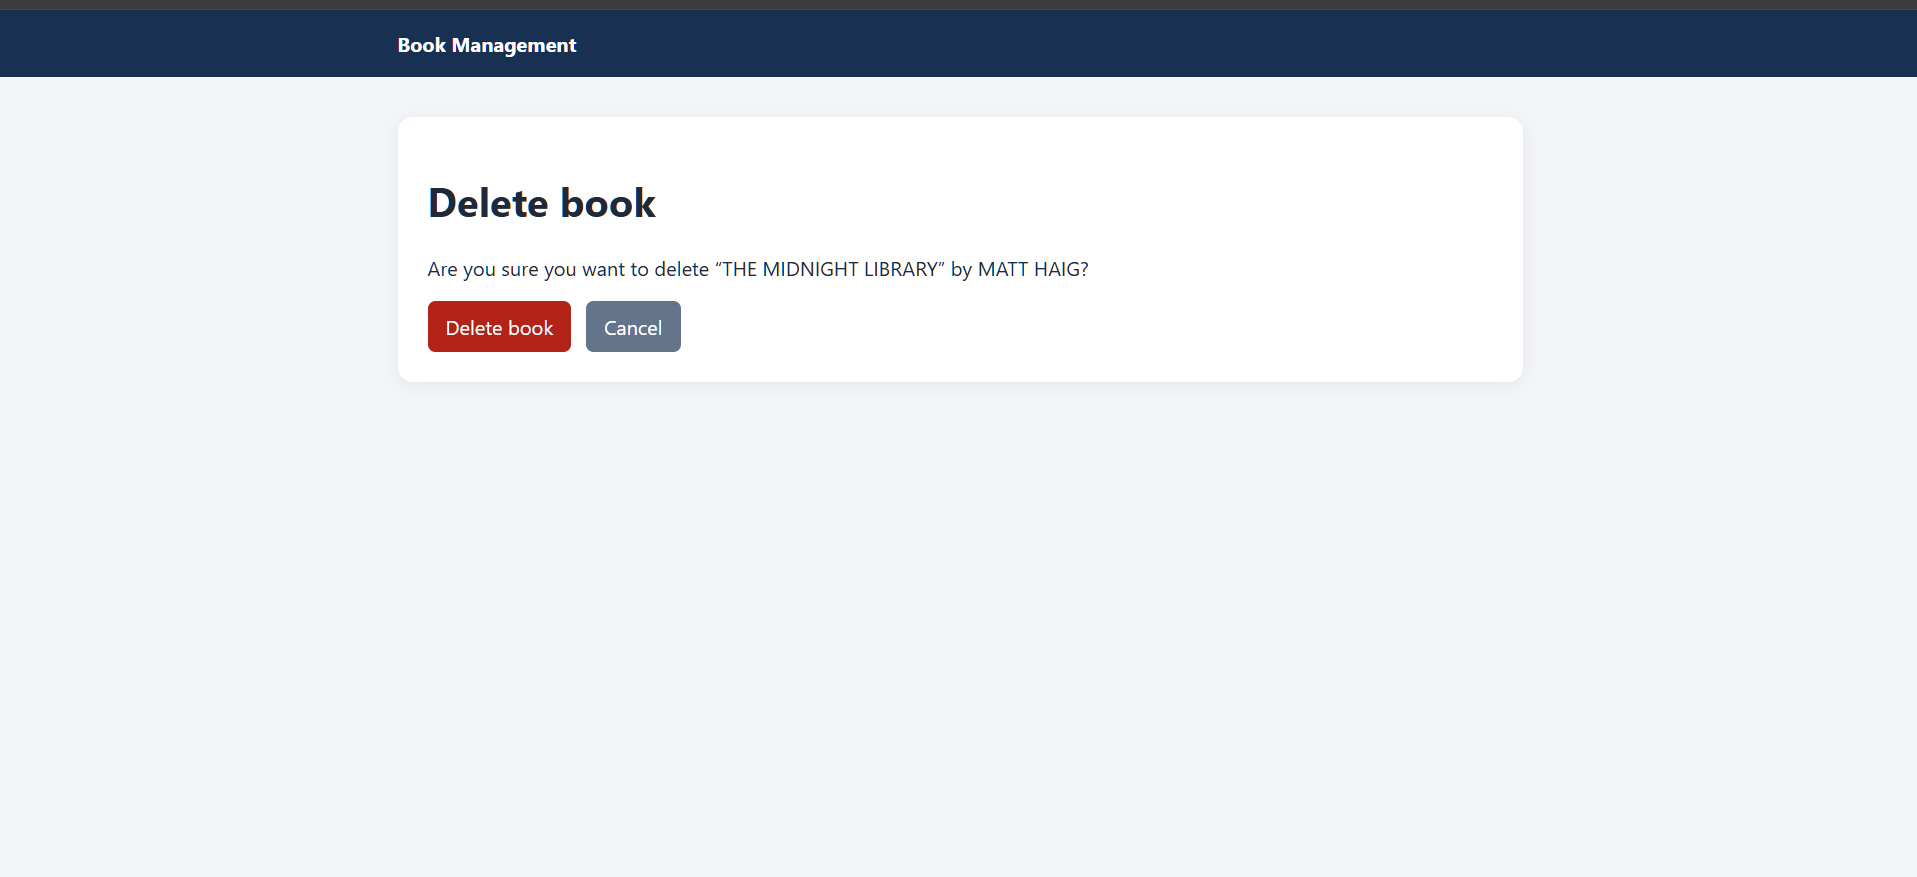 Book Management
Delete book
Are you sure you want to delete “THE MIDNIGHT LIBRARY” by MATT HAIG?
Delete book
Cancel